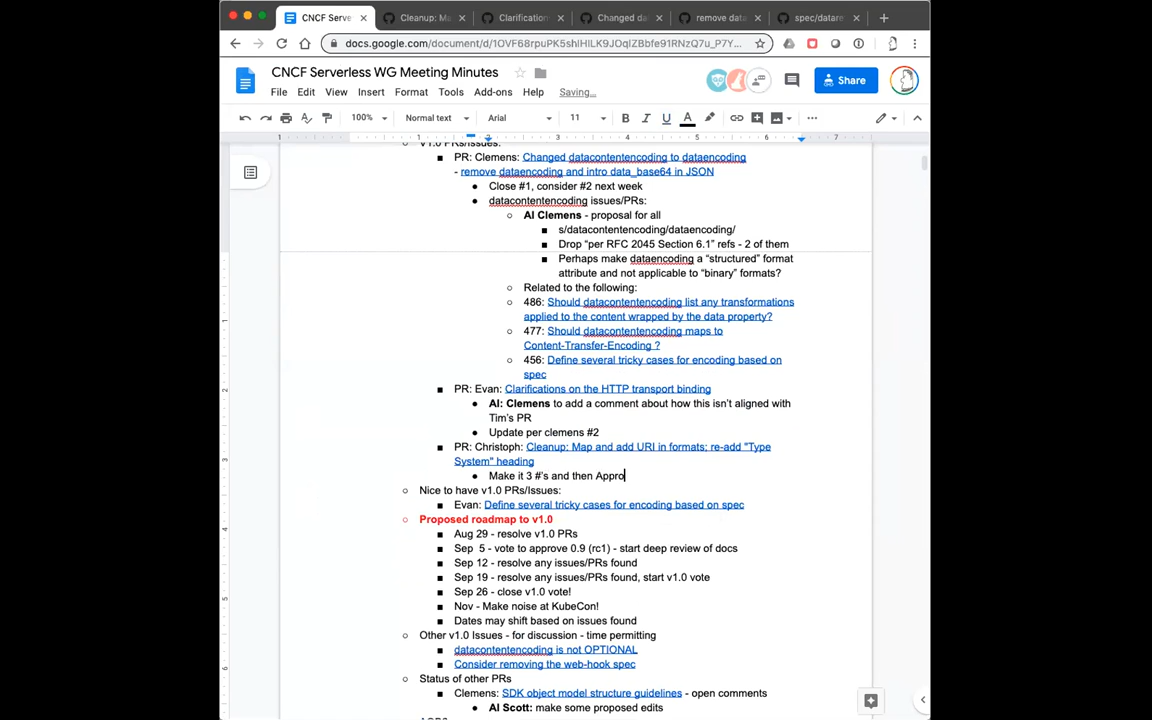 CNCF Serve
Cleanup: Ma
Clarification
Changed dat
remove data
spec/datare
docs.google.com/document/d/1OVF68rpuPK5shIHlLK9JOqlZBbfe91RNzQ7u_P7Y...
CNCF Serverless WG Meeting Minutes
File Edit View Insert Format Tools Add-ons Help Saving...
Share
100% Normal text Arial 11 B I U A
1 1 2 3 4 5 6 7
V1.0 PRs/Issues:
PR: Clemens: Changed datacontentencoding to dataencoding
- remove dataencoding and intro data_base64 in JSON
Close #1, consider #2 next week
datacontentencoding issues/PRs:
AI Clemens - proposal for all
s/datacontentencoding/dataencoding/
Drop “per RFC 2045 Section 6.1” refs - 2 of them
Perhaps make dataencoding a “structured” format
attribute and not applicable to “binary” formats?
Related to the following:
486: Should datacontentencoding list any transformations
applied to the content wrapped by the data property?
477: Should datacontentencoding maps to
Content-Transfer-Encoding ?
456: Define several tricky cases for encoding based on
spec
PR: Evan: Clarifications on the HTTP transport binding
AI: Clemens to add a comment about how this isn’t aligned with
Tim’s PR
Update per clemens #2
PR: Christoph: Cleanup: Map and add URI in formats; re-add "Type
System" heading
Make it 3 #’s and then Appro
Nice to have v1.0 PRs/Issues:
Evan: Define several tricky cases for encoding based on spec
Proposed roadmap to v1.0
Aug 29 - resolve v1.0 PRs
Sep 5 - vote to approve 0.9 (rc1) - start deep review of docs
Sep 12 - resolve any issues/PRs found
Sep 19 - resolve any issues/PRs found, start v1.0 vote
Sep 26 - close v1.0 vote!
Nov - Make noise at KubeCon!
Dates may shift based on issues found
Other v1.0 Issues - for discussion - time permitting
datacontentencoding is not OPTIONAL
Consider removing the web-hook spec
Status of other PRs
Clemens: SDK object model structure guidelines - open comments
AI Scott: make some proposed edits